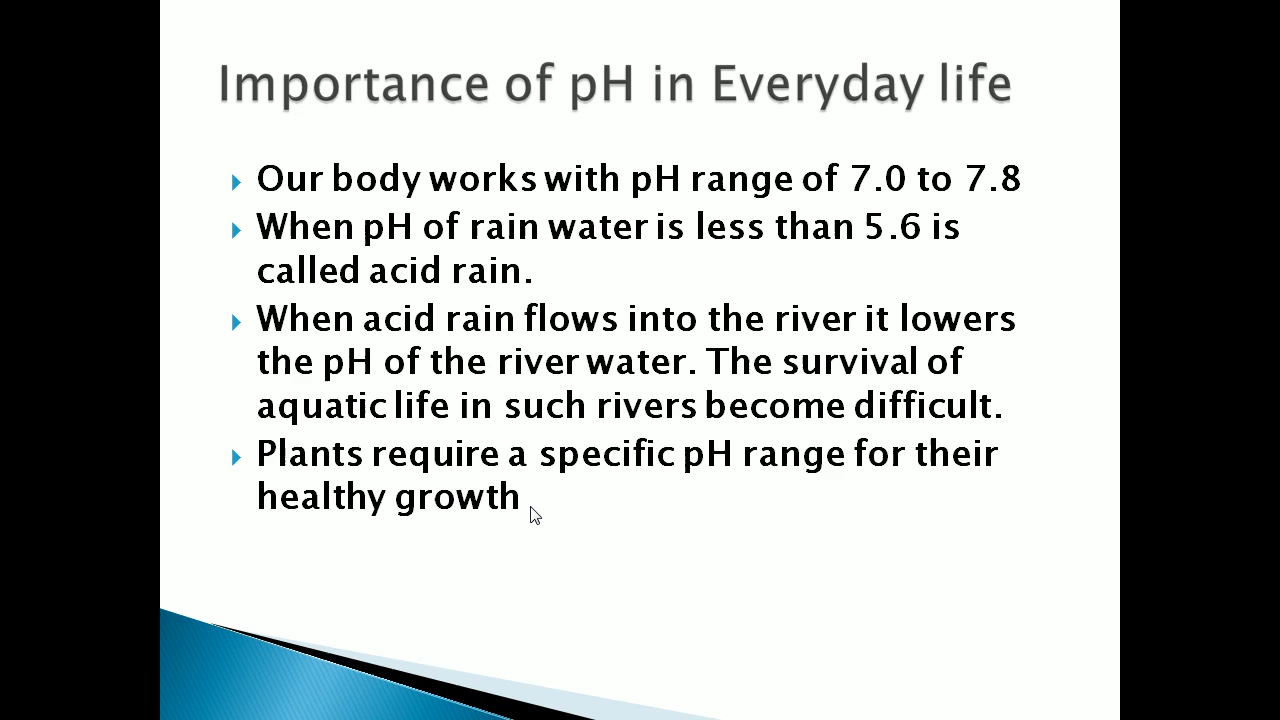 Importance of pH in Everyday life
Our body works with pH range of 7.0 to 7.8
When pH of rain water is less than 5.6 is
called acid rain.
When acid rain flows into the river it lowers
the pH of the river water. The survival of
aquatic life in such rivers become difficult.
Plants require a specific pH range for their
healthy growth